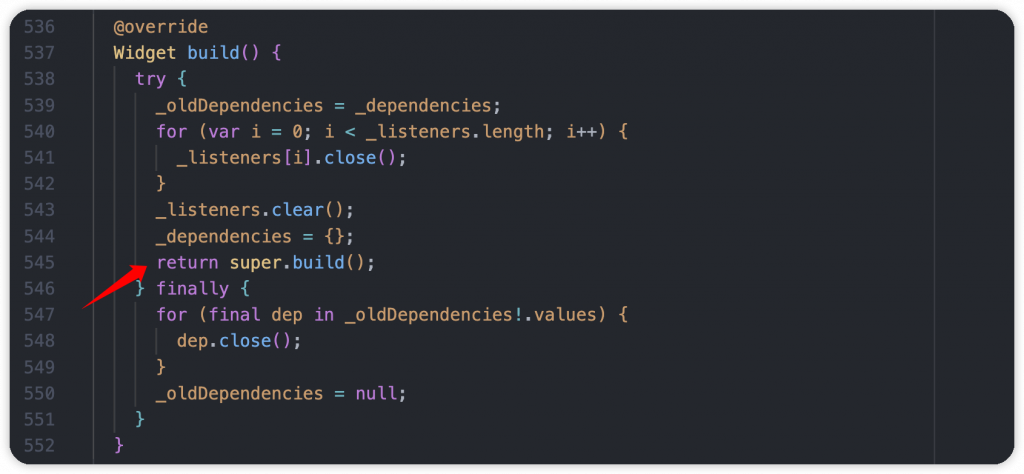 536 @override
537 Widget build() {
538 try {
539 _oldDependencies = _dependencies;
540 for (var i = 0; i < _listeners.length; i++) {
541 _listeners[i].close();
542 }
543 _listeners.clear();
544 _dependencies = {};
545 return super.build();
546 } finally {
547 for (final dep in _oldDependencies!.values) {
548 dep.close();
549 }
550 _oldDependencies = null;
551 }
552 }